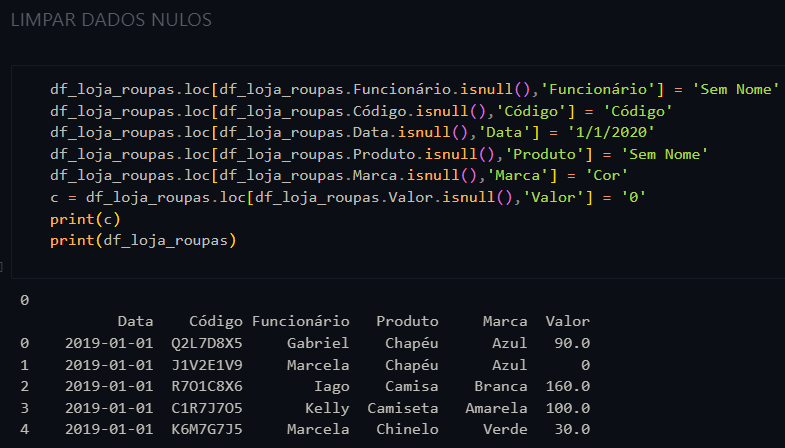 LIMPAR DADOS NULOS
df_loja_roupas.loc[df_loja_roupas.Funcionário.isnull(),'Funcionário'] = 'Sem Nome'
df_loja_roupas.loc[df_loja_roupas.Código.isnull(),'Código'] = 'Código'
df_loja_roupas.loc[df_loja_roupas.Data.isnull(),'Data'] = '1/1/2020'
df_loja_roupas.loc[df_loja_roupas.Produto.isnull(),'Produto'] = 'Sem Nome'
df_loja_roupas.loc[df_loja_roupas.Marca.isnull(),'Marca'] = 'Cor'
c = df_loja_roupas.loc[df_loja_roupas.Valor.isnull(),'Valor'] = '0'
print(c)
print(df_loja_roupas)
0
Data Código Funcionário Produto Marca Valor
0 2019-01-01 Q2L7D8X5 Gabriel Chapéu Azul 90.0
1 2019-01-01 J1V2E1V9 Marcela Chapéu Azul 0
2 2019-01-01 R7O1C8X6 Iago Camisa Branca 160.0
3 2019-01-01 C1R7J7O5 Kelly Camiseta Amarela 100.0
4 2019-01-01 K6M7G7J5 Marcela Chinelo Verde 30.0